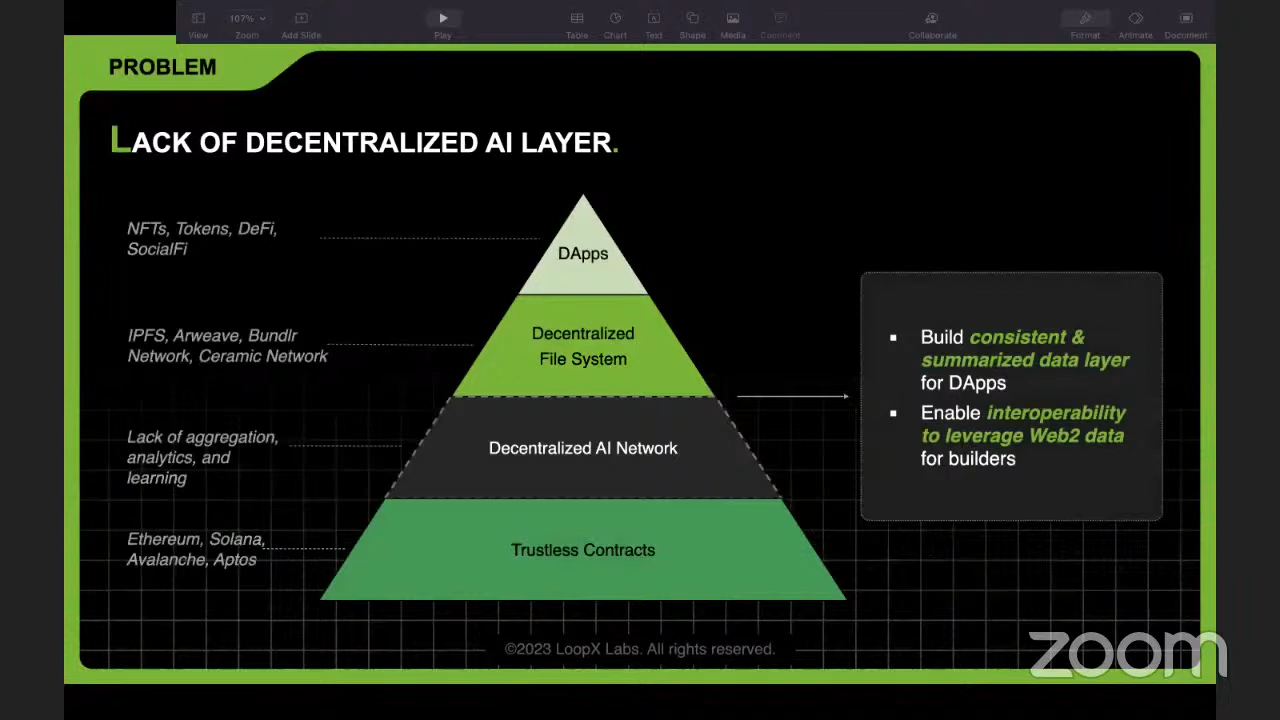 107%
View
Zoom
Add Slide
Play
Table
Chart
Text
Shape
Media
Comment
Collaborate
Format
Animate
Document
PROBLEM
LACK OF DECENTRALIZED AI LAYER.
NFTs, Tokens, DeFi,
SocialFi
DApps
IPFS, Arweave, Bundlr
Network, Ceramic Network
Decentralized
File System
Lack of aggregation,
analytics, and
learning
Decentralized AI Network
Ethereum, Solana,
Avalanche, Aptos
Trustless Contracts
▪ Build consistent &
summarized data layer
for DApps
▪ Enable interoperability
to leverage Web2 data
for builders
©2023 LoopX Labs. All rights reserved.
zoom